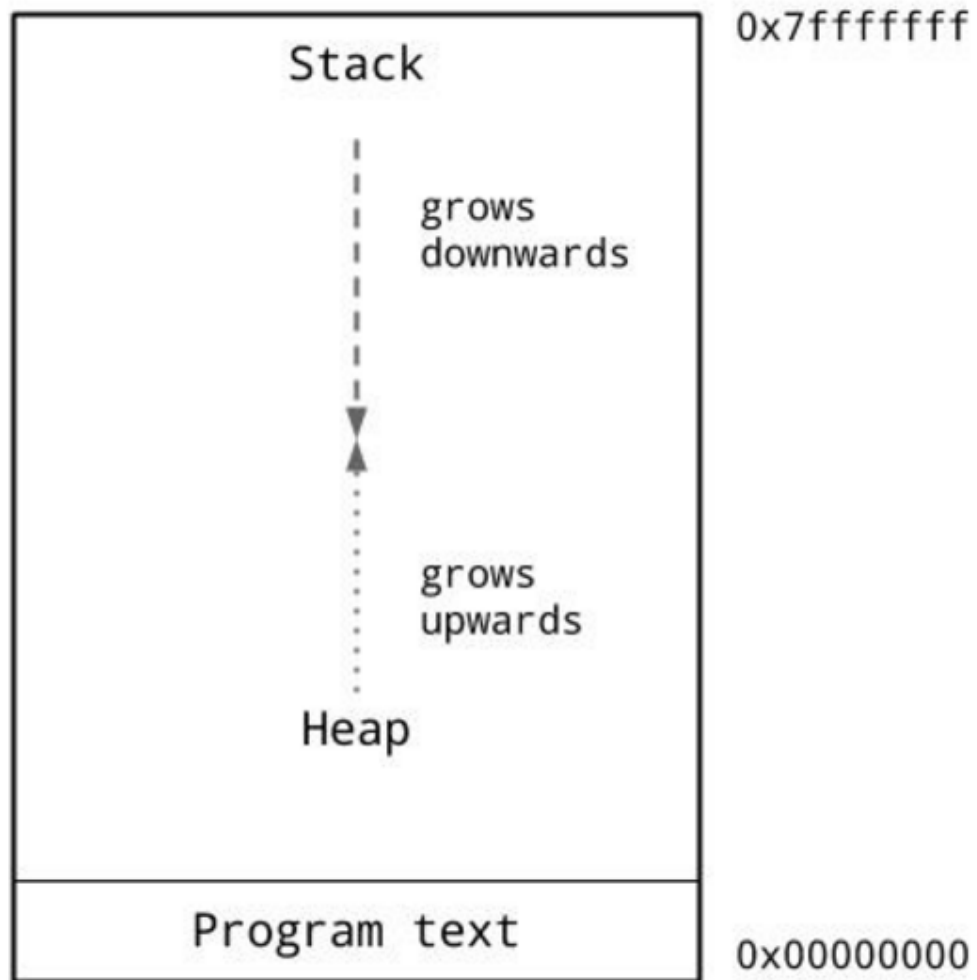 0x7fffffff
Stack
grows
downwards
grows
upwards
Heap
Program text
0x00000000